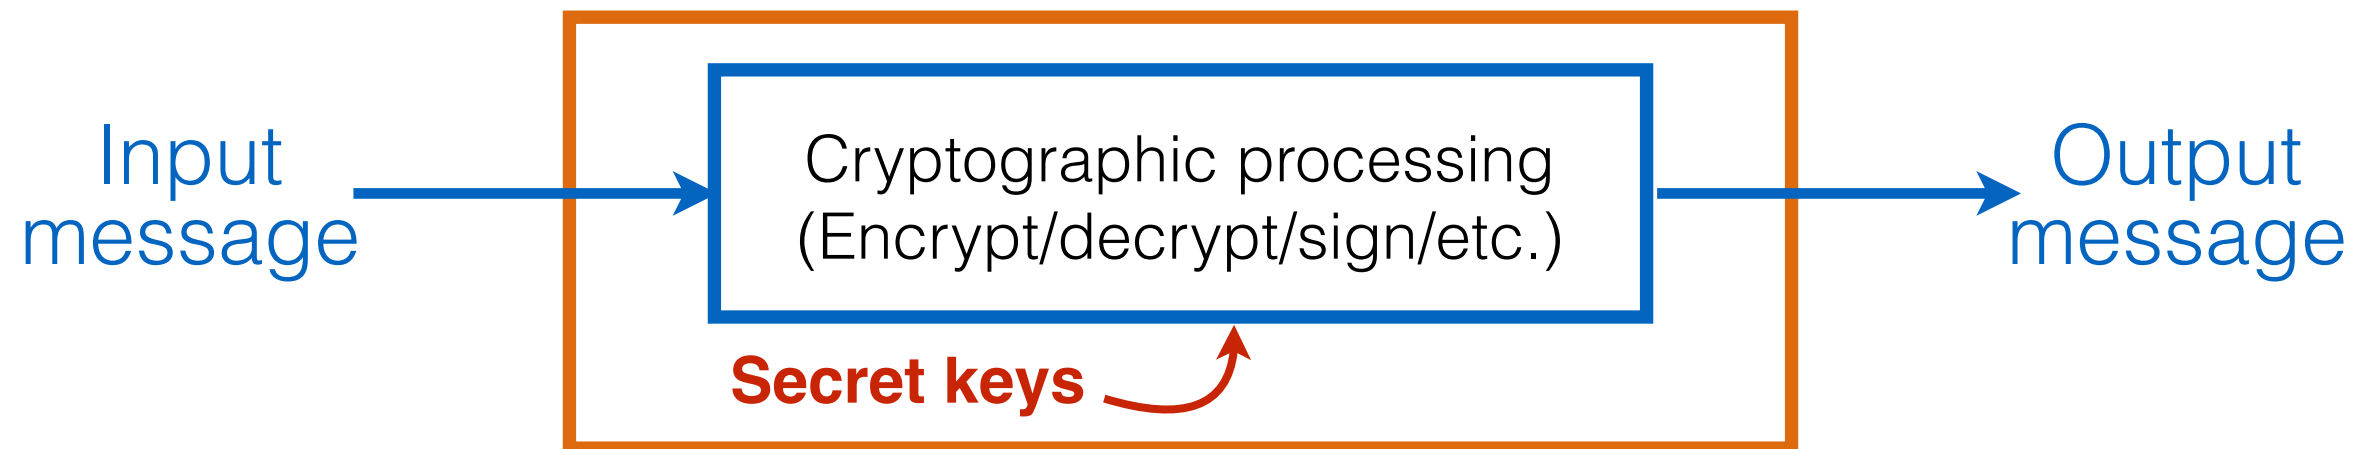 Input
message
Cryptographic processing
(Encrypt/decrypt/sign/etc.)
Secret keys
Output
message